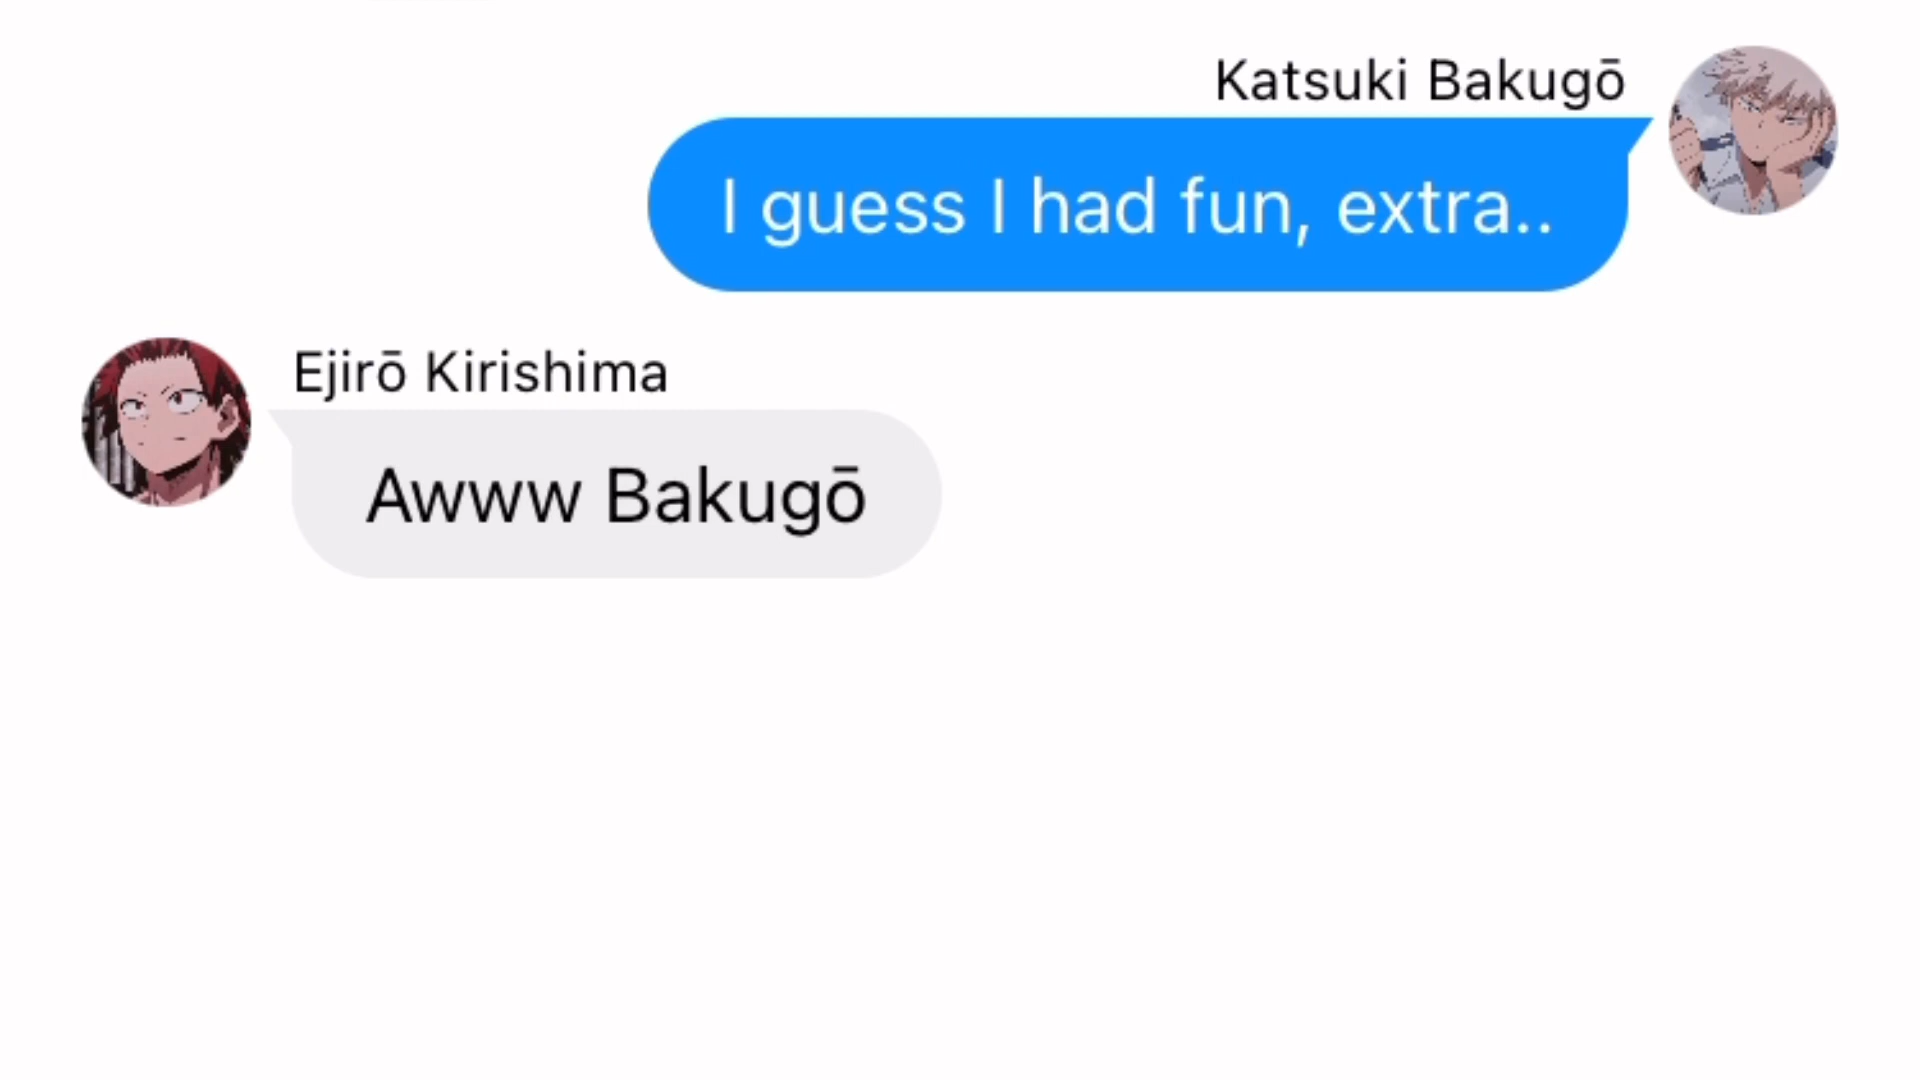 Katsuki Bakugō
I guess I had fun, extra..
Ejirō Kirishima
Awww Bakugō